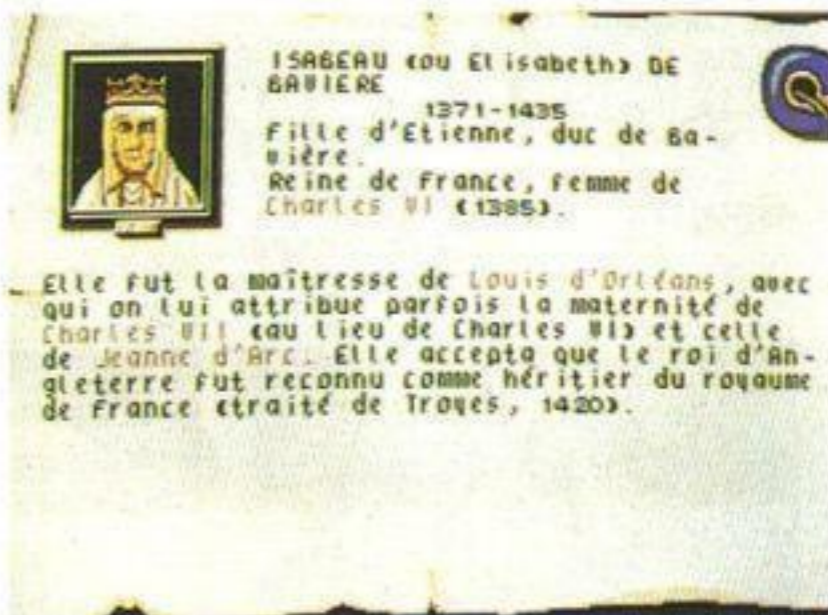 ISABEAU (ou Elisabeth) DE
BAVIERE
1371-1435
Fille d'Etienne, duc de Ba-
vière.
Reine de France, femme de
Charles VI (1385).
Elle fut la maîtresse de Louis d'Orléans, avec
qui on lui attribue parfois la maternité de
Charles VII (au lieu de Charles VI) et celle
de Jeanne d'Arc. Elle accepta que le roi d'An-
gleterre fut reconnu comme héritier du royaume
de France (traité de Troyes, 1420).